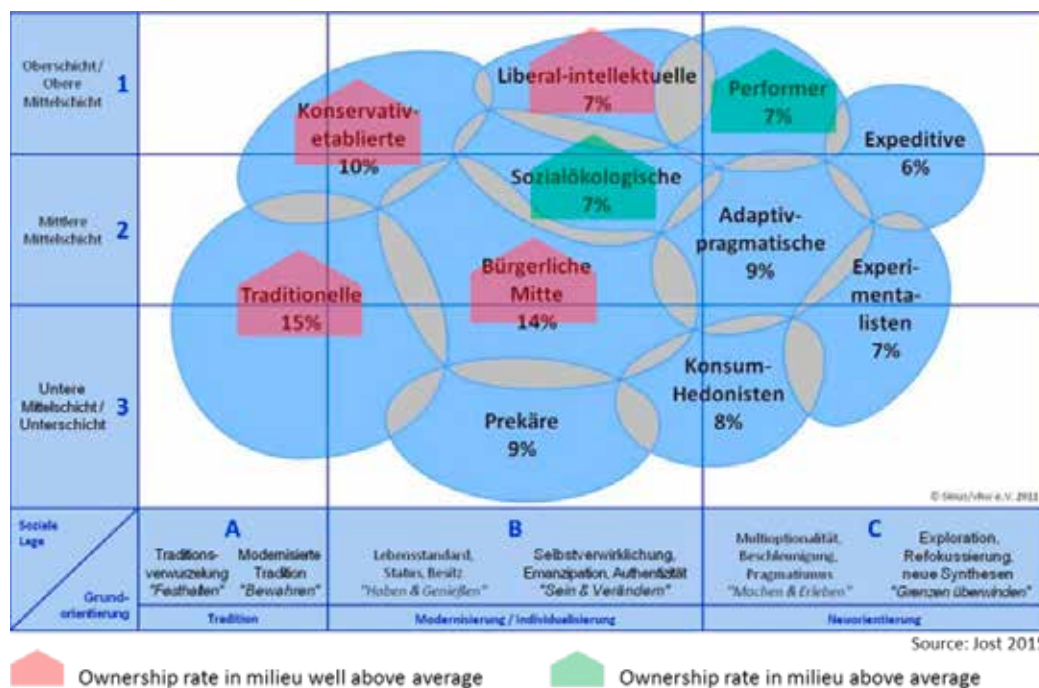 Oberschicht /
Obere
Mittelschicht
1
Mittlere
Mittelschicht
2
Untere
Mittelschicht /
Unterschicht
3
Konservativ-
etablierte
10%
Liberal-intellektuelle
7%
Performer
7%
Expeditive
6%
Sozialökologische
7%
Adaptiv-
pragmatische
9%
Traditionelle
15%
Bürgerliche
Mitte
14%
Experi-
menta-
listen
7%
Konsum-
Hedonisten
8%
Prekäre
9%
© Sinus/vhw e.V. 2011
Soziale
Lage
Grund-
orientierung
A
Traditions-
verwurzelung
"Festhalten"
Modernisierte
Tradition
"Bewahren"
Tradition
B
Lebensstandard,
Status, Besitz
"Haben & Genießen"
Selbstverwirklichung,
Emanzipation, Authentizität
"Sein & Verändern"
Modernisierung / Individualisierung
C
Multioptionalität,
Beschleunigung,
Pragmatismus
"Machen & Erleben"
Exploration,
Refokussierung,
neue Synthesen
"Grenzen überwinden"
Neuorientierung
Source: Jost 2015
Ownership rate in milieu well above average
Ownership rate in milieu above average